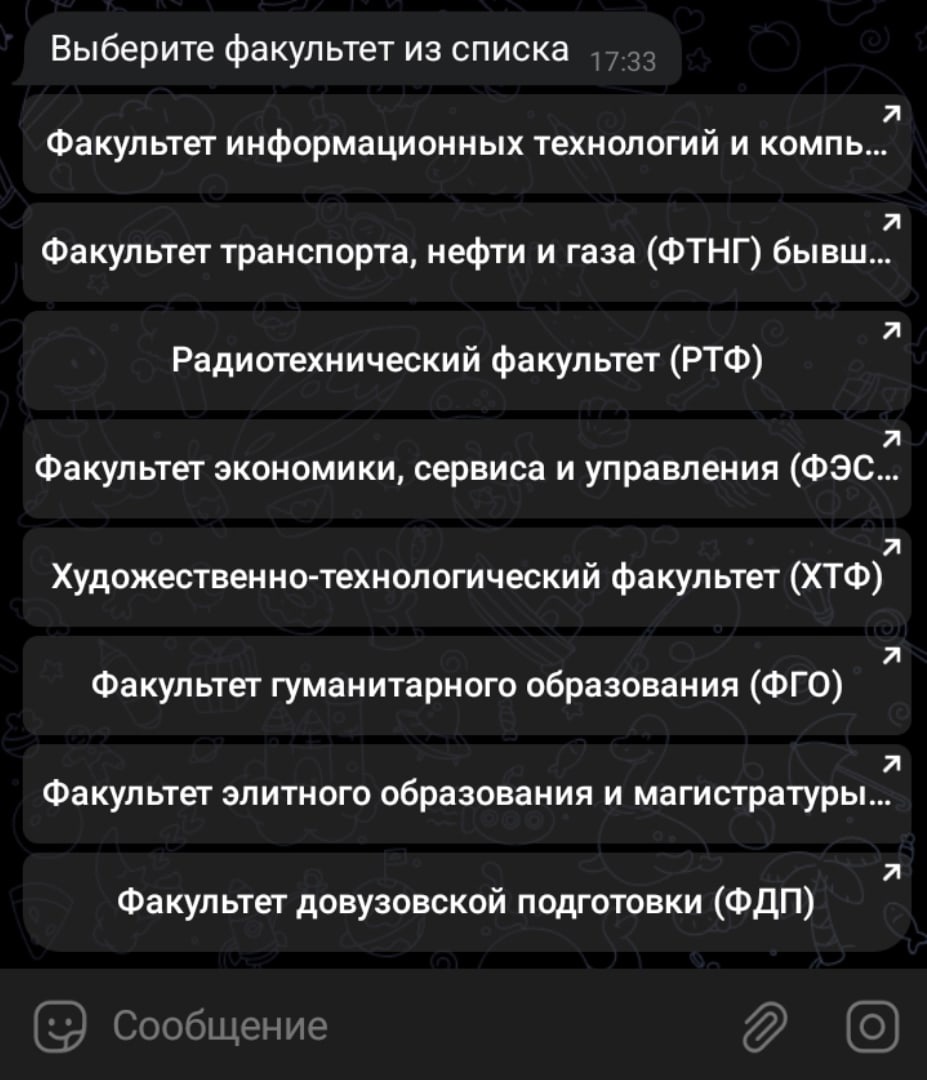 Выберите факультет из списка 17:33
Факультет информационных технологий и компь...
Факультет транспорта, нефти и газа (ФТНГ) бывш...
Радиотехнический факультет (РТФ)
Факультет экономики, сервиса и управления (ФЭС...
Художественно-технологический факультет (ХТФ)
Факультет гуманитарного образования (ФГО)
Факультет элитного образования и магистратуры...
Факультет довузовской подготовки (ФДП)
Сообщение